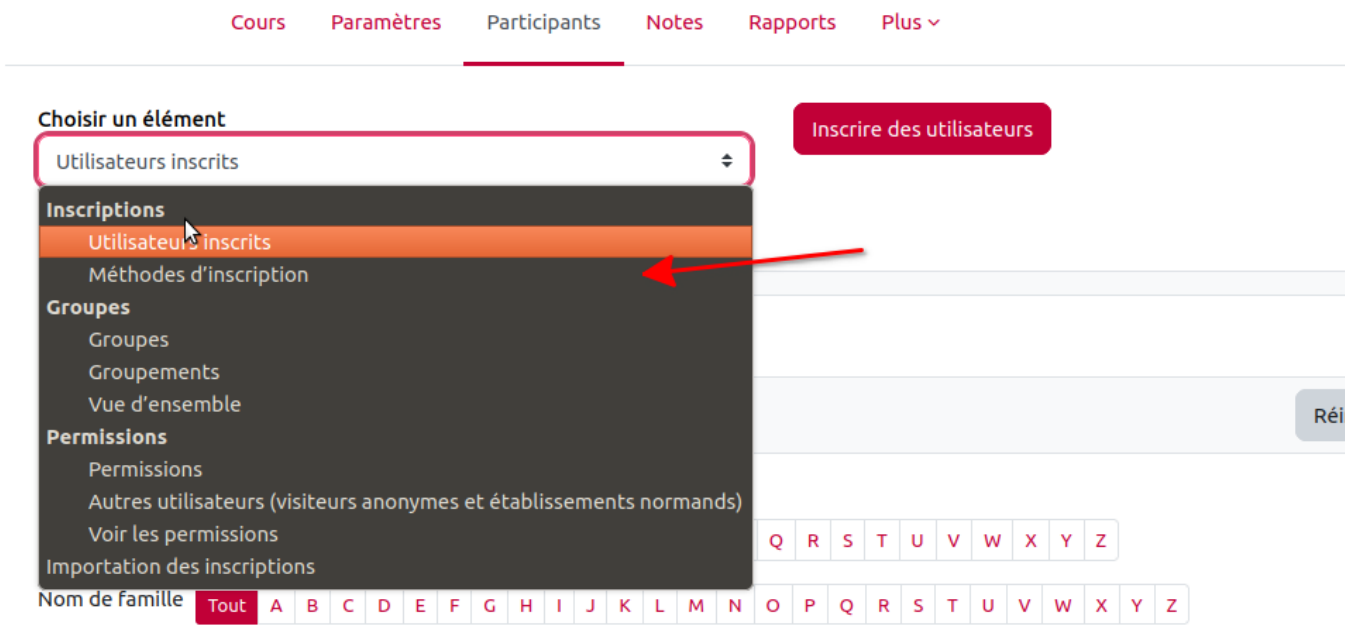 Cours Paramètres Participants Notes Rapports Plus
Choisir un élément
Inscrire des utilisateurs
Utilisateurs inscrits
Inscriptions
Utilisateurs inscrits
Méthodes d'inscription
Groupes
Groupes
Groupements
Vue d'ensemble
Réi
Permissions
Permissions
Autres utilisateurs (visiteurs anonymes et établissements normands)
Voir les permissions
Q R S T U V W X Y Z
Importation des inscriptions
Nom de famille Tout A B C D E F G H I J K L M N O P Q R S T U V W X Y Z